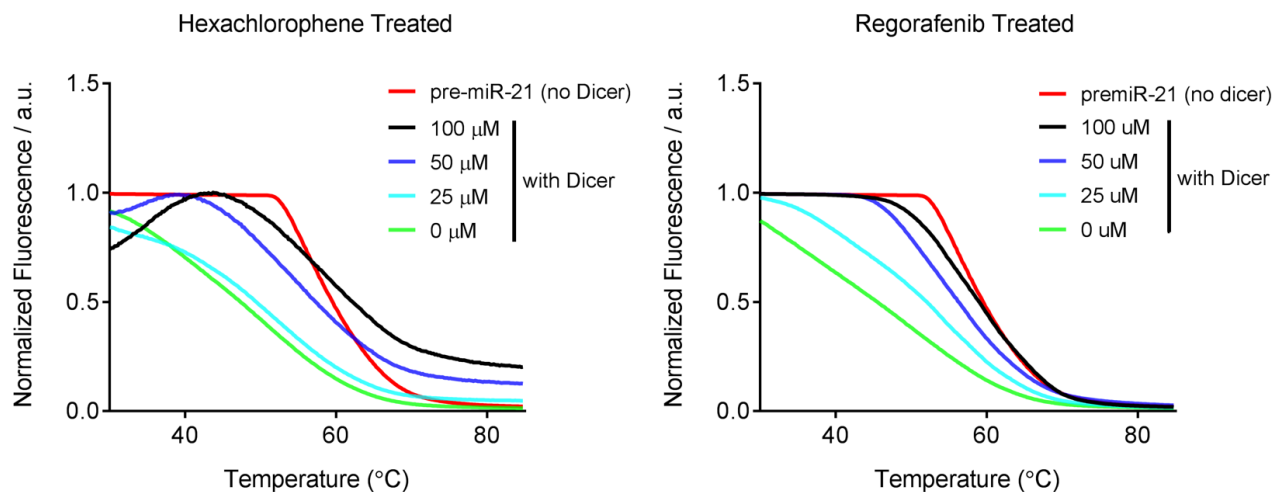 Hexachlorophene Treated
Normalized Fluorescence / a.u.
1.5
1.0
0.5
0.0
40
60
80
Temperature (°C)
pre-miR-21 (no Dicer)
100 μM
50 μM
25 μM
0 μM
with Dicer
Regorafenib Treated
Normalized Fluorescence / a.u.
1.5
1.0
0.5
0.0
40
60
80
Temperature (°C)
premiR-21 (no dicer)
100 uM
50 uM
25 uM
0 uM
with Dicer